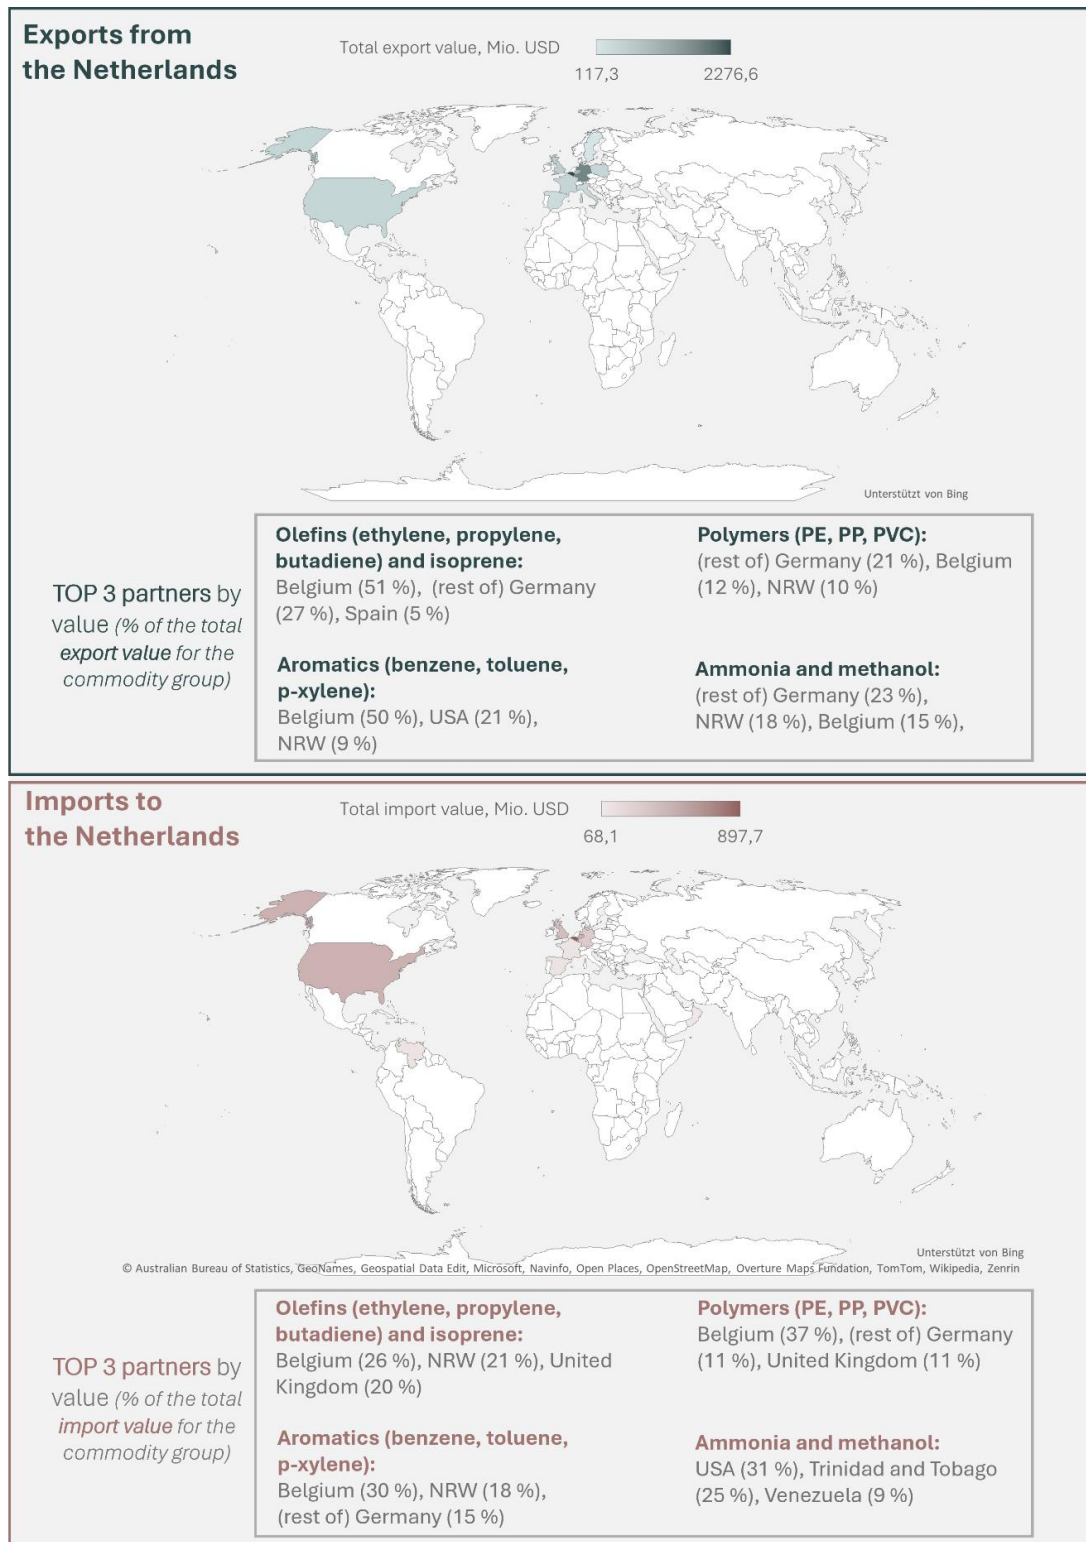 Exports from
the Netherlands
Total export value, Mio. USD
117,3
2276,6
Unterstützt von Bing
TOP 3 partners by
value (% of the total
export value for the
commodity group)
Olefins (ethylene, propylene,
butadiene) and isoprene:
Belgium (51 %), (rest of) Germany
(27 %), Spain (5 %)
Polymers (PE, PP, PVC):
(rest of) Germany (21 %), Belgium
(12 %), NRW (10 %)
Aromatics (benzene, toluene,
p-xylene):
Belgium (50 %), USA (21 %),
NRW (9 %)
Ammonia and methanol:
(rest of) Germany (23 %),
NRW (18 %), Belgium (15 %),
Imports to
the Netherlands
Total import value, Mio. USD
68,1
897,7
Unterstützt von Bing
© Australian Bureau of Statistics, GeoNames, Geospatial Data Edit, Microsoft, Navinfo, Open Places, OpenStreetMap, Overture Maps Fundation, TomTom, Wikipedia, Zenrin
TOP 3 partners by
value (% of the total
import value for the
commodity group)
Olefins (ethylene, propylene,
butadiene) and isoprene:
Belgium (26 %), NRW (21 %), United
Kingdom (20 %)
Polymers (PE, PP, PVC):
Belgium (37 %), (rest of) Germany
(11 %), United Kingdom (11 %)
Aromatics (benzene, toluene,
p-xylene):
Belgium (30 %), NRW (18 %),
(rest of) Germany (15 %)
Ammonia and methanol:
USA (31 %), Trinidad and Tobago
(25 %), Venezuela (9 %)